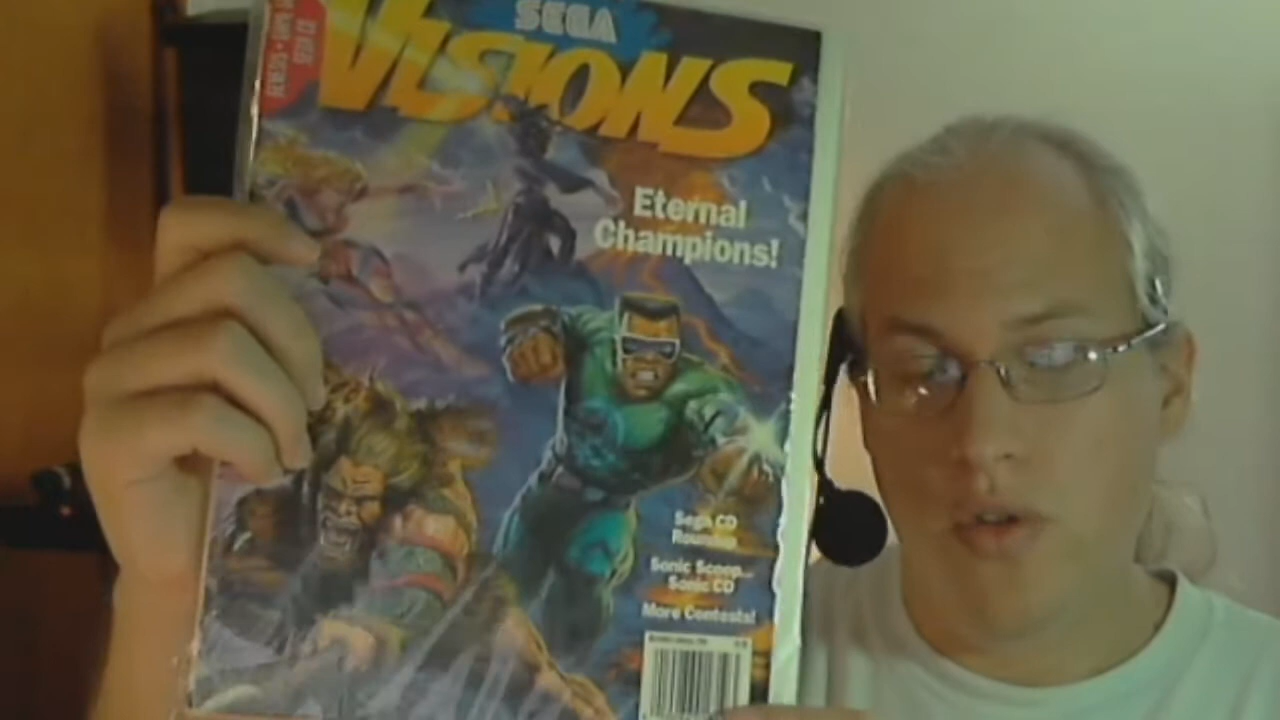 SEGA
VISIONS
Eternal
Champions!
Sega CD
Roundup
Sonic Scoop...
Sonic CD
More Contests!